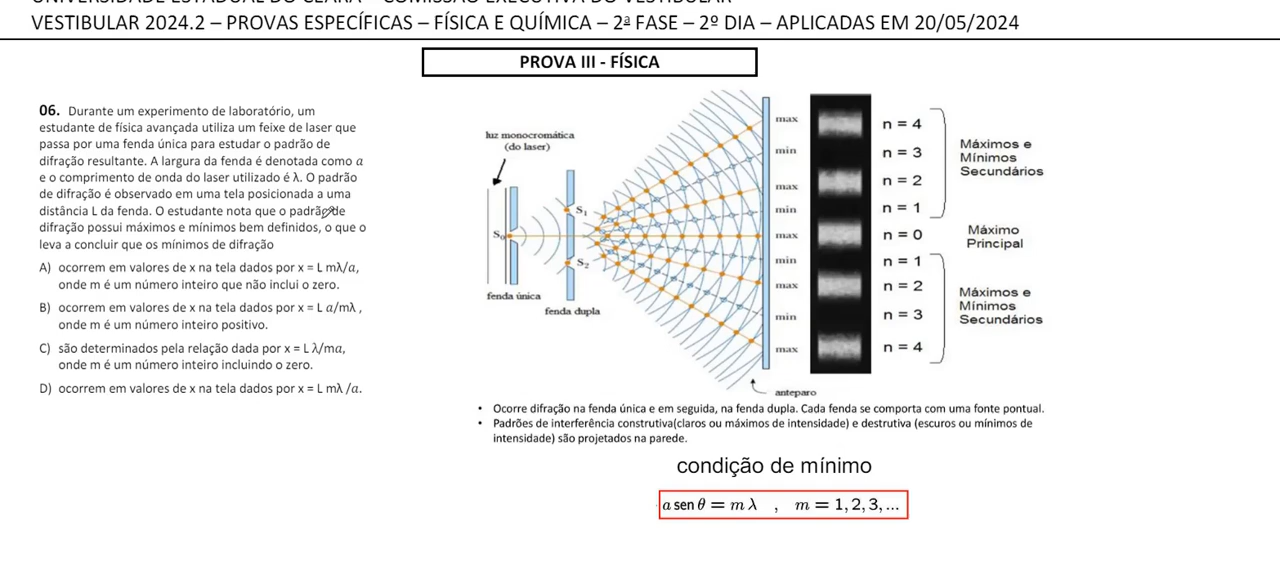 UNIVERSIDADE ESTADUAL DO CEARÁ – COMISSÃO EXECUTIVA DO VESTIBULAR
VESTIBULAR 2024.2 – PROVAS ESPECÍFICAS – FÍSICA E QUÍMICA – 2ª FASE – 2º DIA – APLICADAS EM 20/05/2024
PROVA III - FÍSICA
06. Durante um experimento de laboratório, um
estudante de física avançada utiliza um feixe de laser que
passa por uma fenda única para estudar o padrão de
difração resultante. A largura da fenda é denotada como a
e o comprimento de onda do laser utilizado é λ. O padrão
de difração é observado em uma tela posicionada a uma
distância L da fenda. O estudante nota que o padrão de
difração possui máximos e mínimos bem definidos, o que o
leva a concluir que os mínimos de difração
A) ocorrem em valores de x na tela dados por x = L mλ/a,
onde m é um número inteiro que não inclui o zero.
B) ocorrem em valores de x na tela dados por x = L a/mλ ,
onde m é um número inteiro positivo.
C) são determinados pela relação dada por x = L λ/ma,
onde m é um número inteiro incluindo o zero.
D) ocorrem em valores de x na tela dados por x = L mλ /a.
luz monocromática
(do laser)
S₀
fenda única
S₁
S₂
fenda dupla
max
min
max
min
max
min
max
min
max
anteparo
n = 4
n = 3
n = 2
n = 1
n = 0
n = 1
n = 2
n = 3
n = 4
Máximos e
Mínimos
Secundários
Máximo
Principal
Máximos e
Mínimos
Secundários
• Ocorre difração na fenda única e em seguida, na fenda dupla. Cada fenda se comporta com uma fonte pontual.
• Padrões de interferência construtiva(claros ou máximos de intensidade) e destrutiva (escuros ou mínimos de
intensidade) são projetados na parede.
condição de mínimo
a sen θ = m λ , m = 1, 2, 3, ...